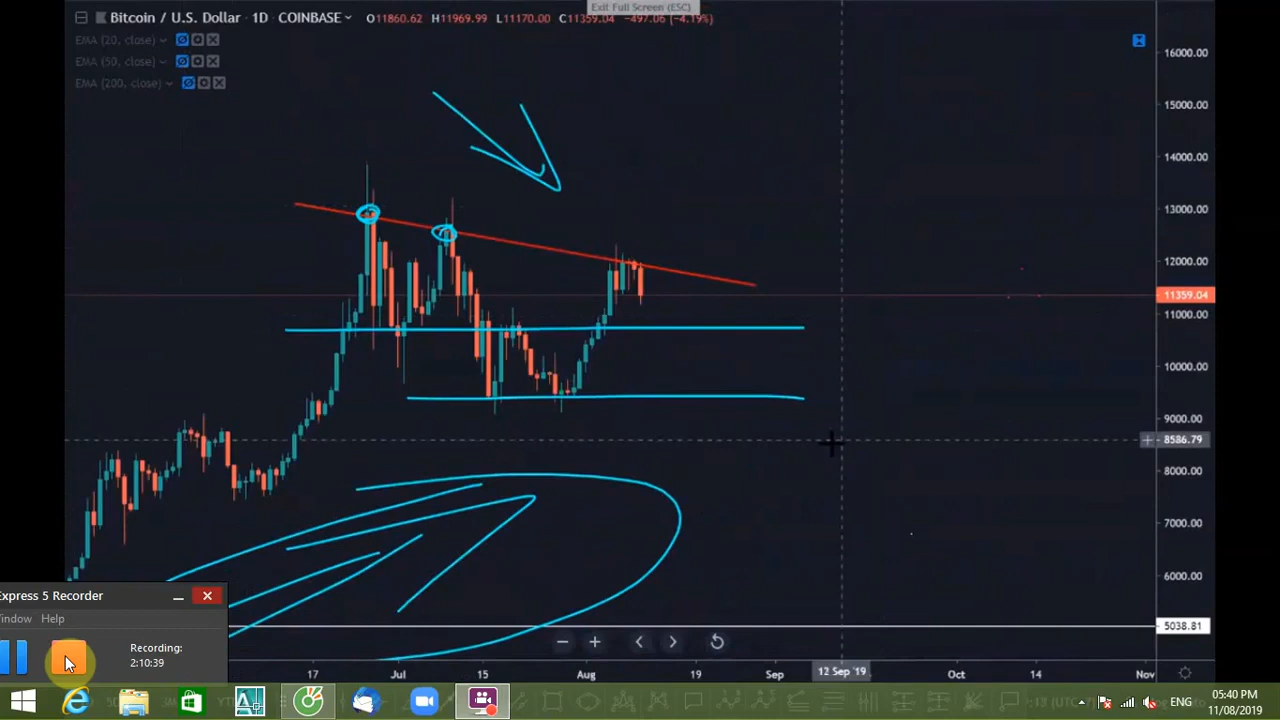 Exit Full Screen (ESC)
Bitcoin / U.S. Dollar · 1D · COINBASE O11860.62 H11969.99 L11170.00 C11359.04 −497.06 (−4.19%)
EMA (20, close)
EMA (50, close)
EMA (200, close)
16000.00
15000.00
14000.00
13000.00
12000.00
11359.04
11000.00
10000.00
9000.00
8586.79
8000.00
7000.00
6000.00
5038.81
Express 5 Recorder
Window Help
Recording:
2:10:39
17 Jul 15 Aug 19 Sep 12 Sep '19 Oct 14 Nov
ENG
05:40 PM
11/08/2019